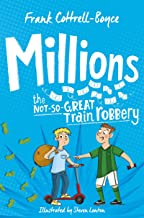 Frank Cottrell-Boyce
Millions
the
NOT-SO-GREAT
Train Robbery
Illustrated by Steven Lenton